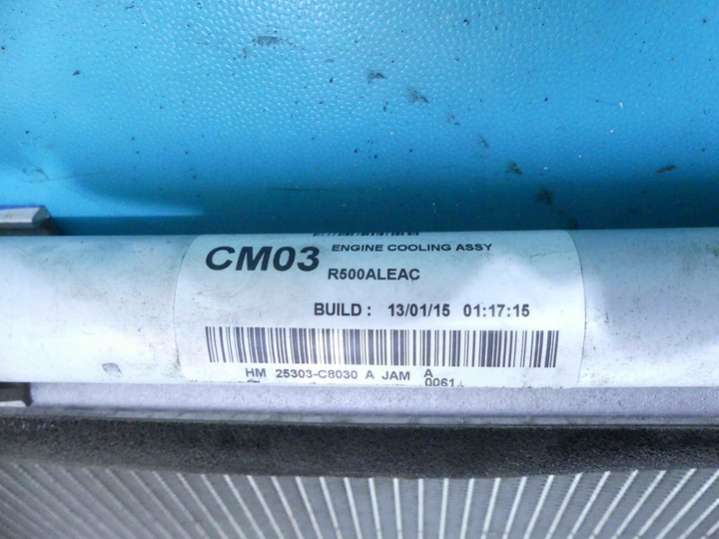 CM03 ENGINE COOLING ASSY
R500ALEAC
BUILD : 13/01/15 01:17:15
HM 25303-C8030 A JAM A
0061